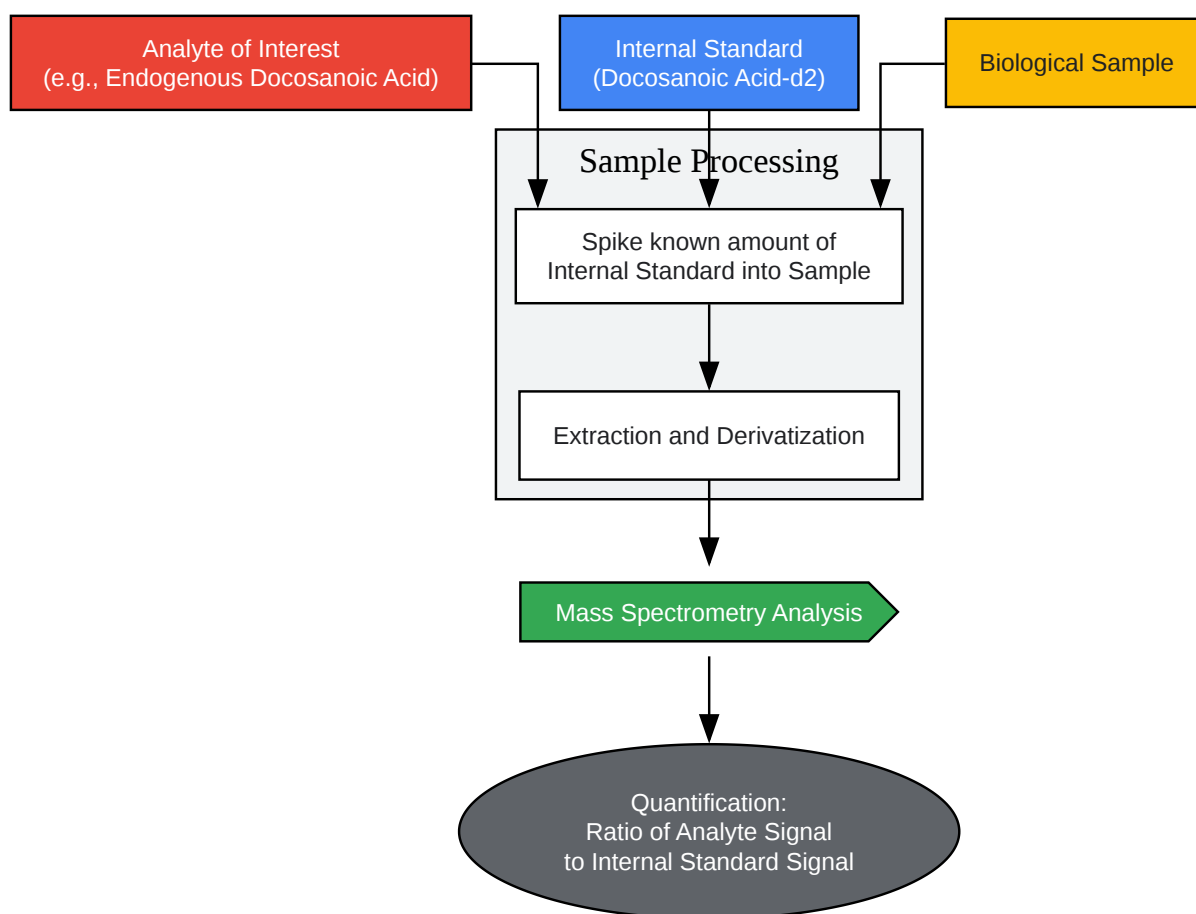 Analyte of Interest
(e.g., Endogenous Docosanoic Acid)
Internal Standard
(Docosanoic Acid-d2)
Biological Sample
Sample Processing
Spike known amount of
Internal Standard into Sample
Extraction and Derivatization
Mass Spectrometry Analysis
Quantification:
Ratio of Analyte Signal
to Internal Standard Signal